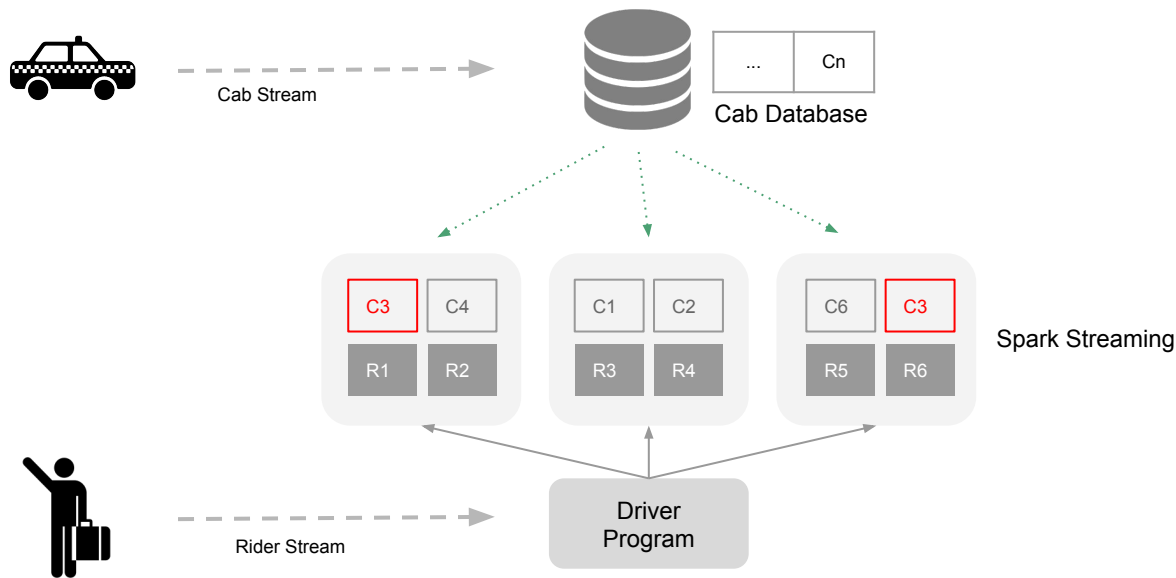 ... Cn
Cab Stream
Cab Database
C3 C4 C1 C2 C6 C3
Spark Streaming
R1 R2 R3 R4 R5 R6
Driver
Program
Rider Stream